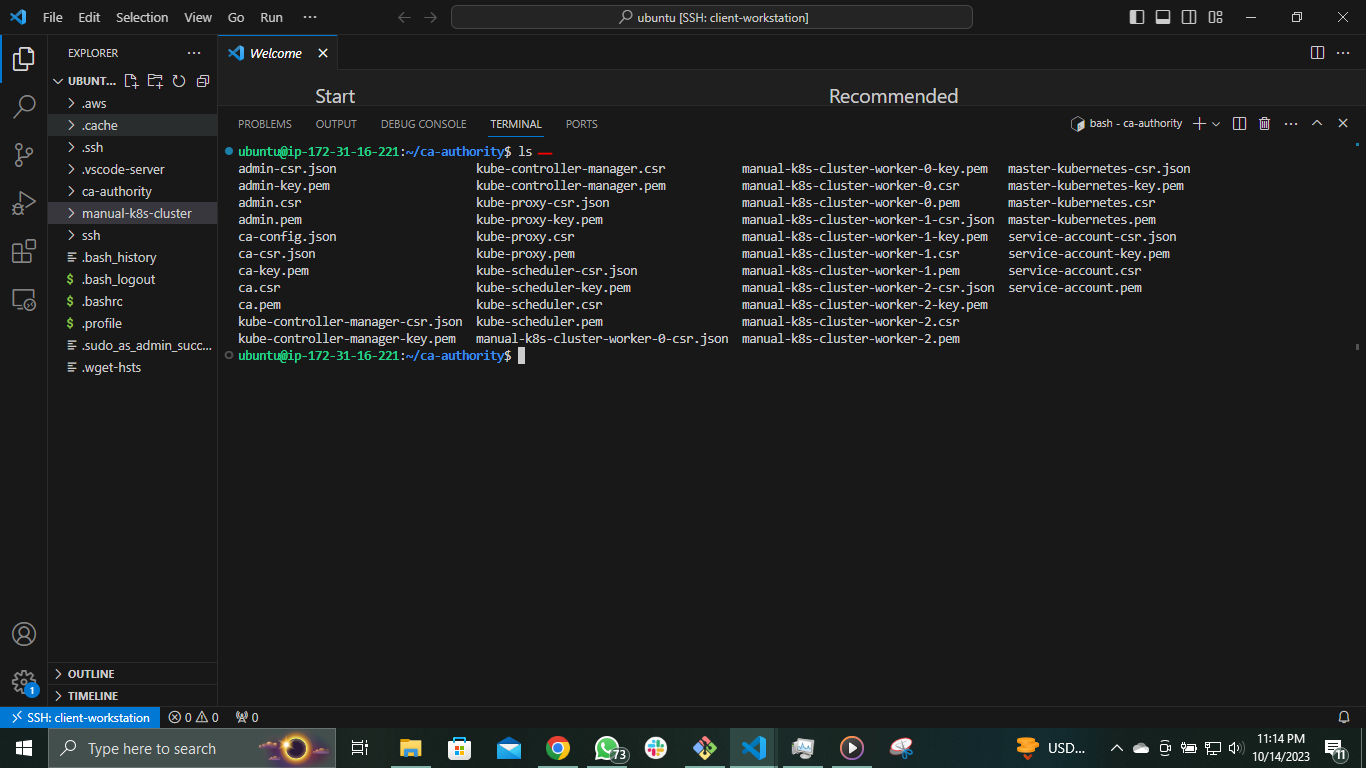 File Edit Selection View Go Run ···
ubuntu [SSH: client-workstation]
EXPLORER ···
Welcome
UBUNT...
.aws
.cache
.ssh
.vscode-server
ca-authority
manual-k8s-cluster
ssh
.bash_history
$ .bash_logout
$ .bashrc
$ .profile
.sudo_as_admin_succ...
.wget-hsts
OUTLINE
TIMELINE
Start Recommended
PROBLEMS OUTPUT DEBUG CONSOLE TERMINAL PORTS
bash - ca-authority
ubuntu@ip-172-31-16-221:~/ca-authority$ ls
admin-csr.json kube-controller-manager.csr manual-k8s-cluster-worker-0-key.pem master-kubernetes-csr.json
admin-key.pem kube-controller-manager.pem manual-k8s-cluster-worker-0.csr master-kubernetes-key.pem
admin.csr kube-proxy-csr.json manual-k8s-cluster-worker-0.pem master-kubernetes.csr
admin.pem kube-proxy-key.pem manual-k8s-cluster-worker-1-csr.json master-kubernetes.pem
ca-config.json kube-proxy.csr manual-k8s-cluster-worker-1-key.pem service-account-csr.json
ca-csr.json kube-proxy.pem manual-k8s-cluster-worker-1.csr service-account-key.pem
ca-key.pem kube-scheduler-csr.json manual-k8s-cluster-worker-1.pem service-account.csr
ca.csr kube-scheduler-key.pem manual-k8s-cluster-worker-2-csr.json service-account.pem
ca.pem kube-scheduler.csr manual-k8s-cluster-worker-2-key.pem
kube-controller-manager-csr.json kube-scheduler.pem manual-k8s-cluster-worker-2.csr
kube-controller-manager-key.pem manual-k8s-cluster-worker-0-csr.json manual-k8s-cluster-worker-2.pem
ubuntu@ip-172-31-16-221:~/ca-authority$
1
SSH: client-workstation 0 0 0
Type here to search
73
USD...
11:14 PM
10/14/2023
11